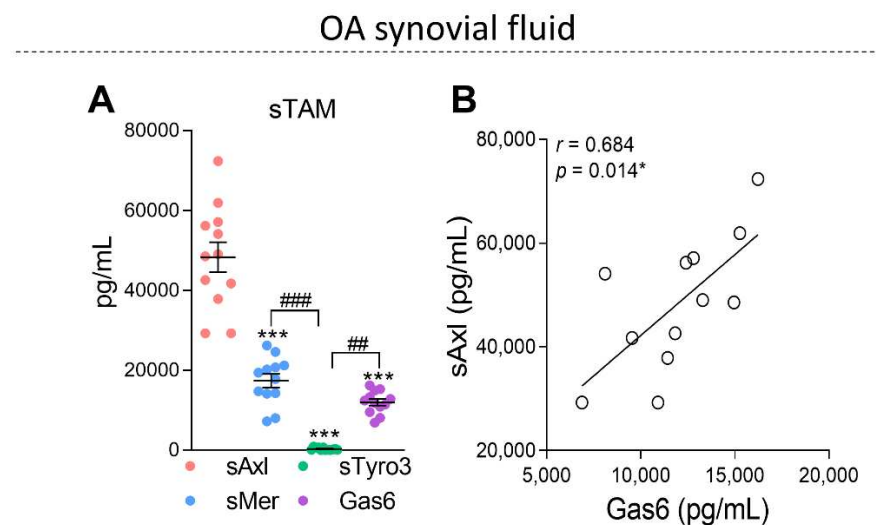 OA synovial fluid
A
sTAM
80000
60000
40000
20000
0
pg/mL
###
***
##
***
***
sAxl
sTyro3
sMer
Gas6
B
r = 0.684
p = 0.014*
80,000
60,000
40,000
20,000
sAxl (pg/mL)
5,000
10,000
15,000
20,000
Gas6 (pg/mL)